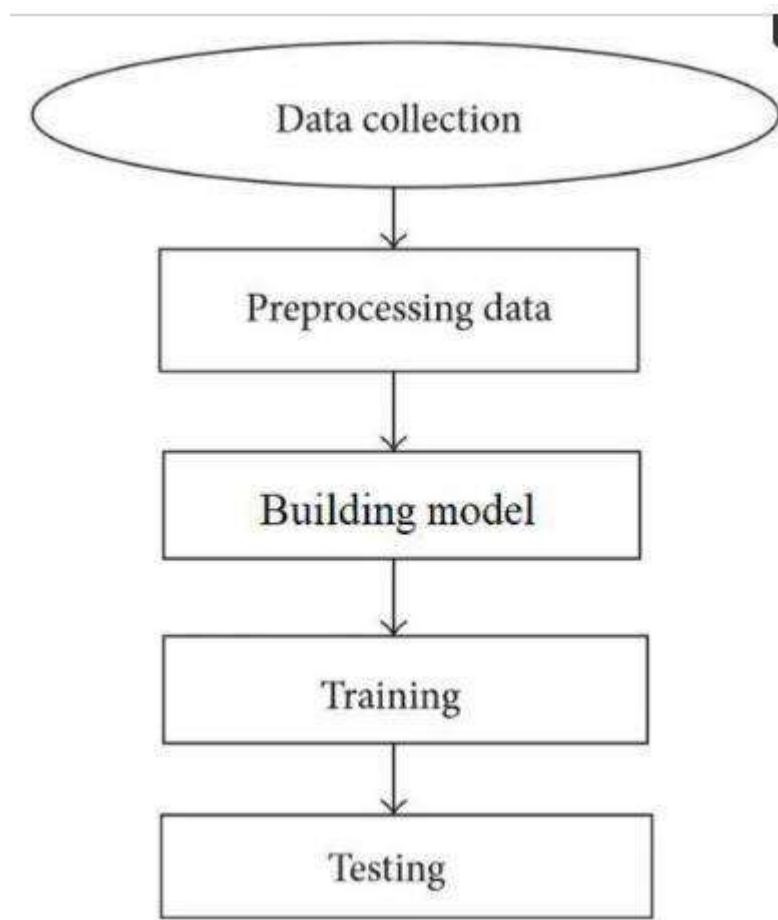 Data collection
Preprocessing data
Building model
Training
Testing